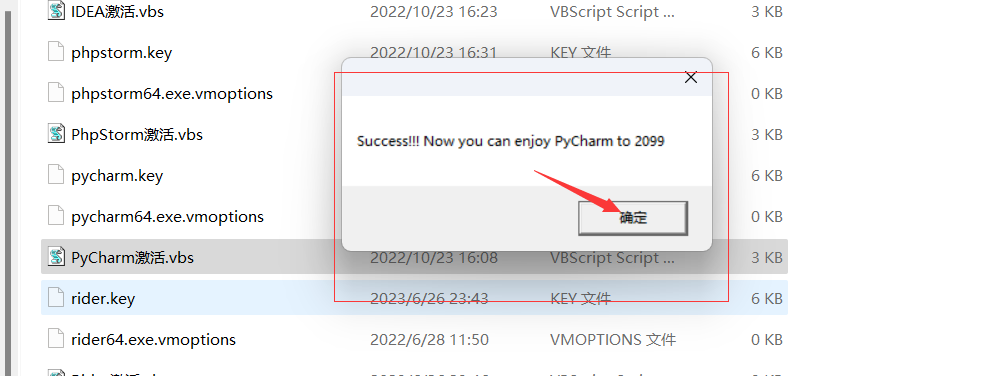 IDEA激活.vbs 2022/10/23 16:23 VBScript Script ... 3 KB
phpstorm.key 2022/10/23 16:31 KEY 文件 6 KB
phpstorm64.exe.vmoptions 0 KB
PhpStorm激活.vbs 3 KB
Success!!! Now you can enjoy PyCharm to 2099
pycharm.key 6 KB
pycharm64.exe.vmoptions 0 KB
确定
PyCharm激活.vbs 2022/10/23 16:08 VBScript Script ... 3 KB
rider.key 2023/6/26 23:43 KEY 文件 6 KB
rider64.exe.vmoptions 2022/6/28 11:50 VMOPTIONS 文件 0 KB